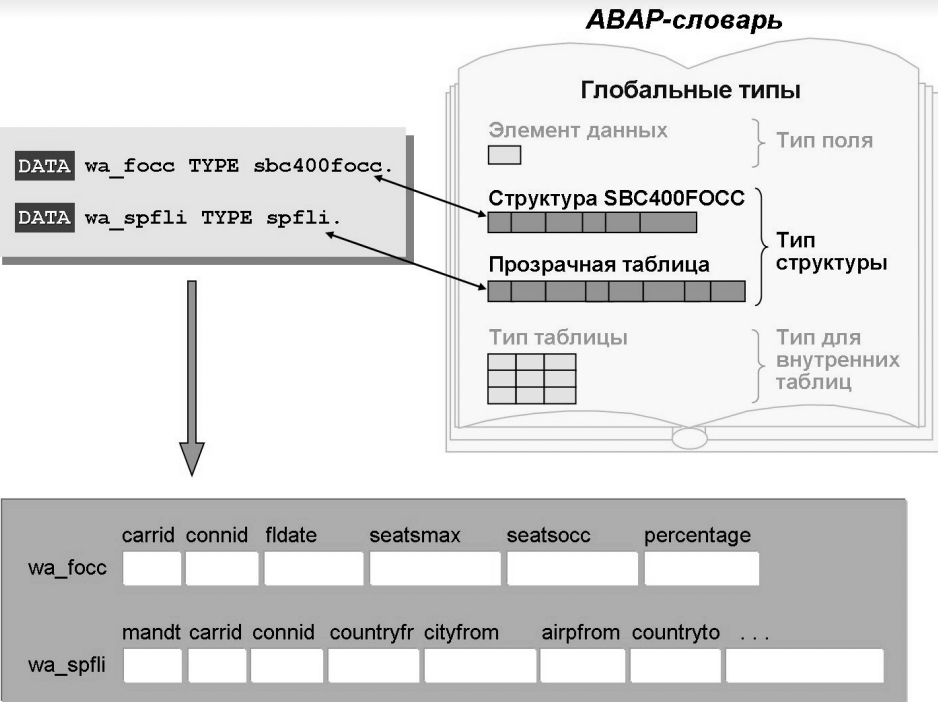 ABAP-словарь
Глобальные типы
Элемент данных
Тип поля
DATA wa_focc TYPE sbc400focc.
DATA wa_spfli TYPE spfli.
Структура SBC400FOCC
Прозрачная таблица
Тип
структуры
Тип таблицы
Тип для
внутренних
таблиц
carrid connid fldate seatsmax seatsocc percentage
wa_focc
mandt carrid connid countryfr cityfrom airpfrom countryto . . .
wa_spfli